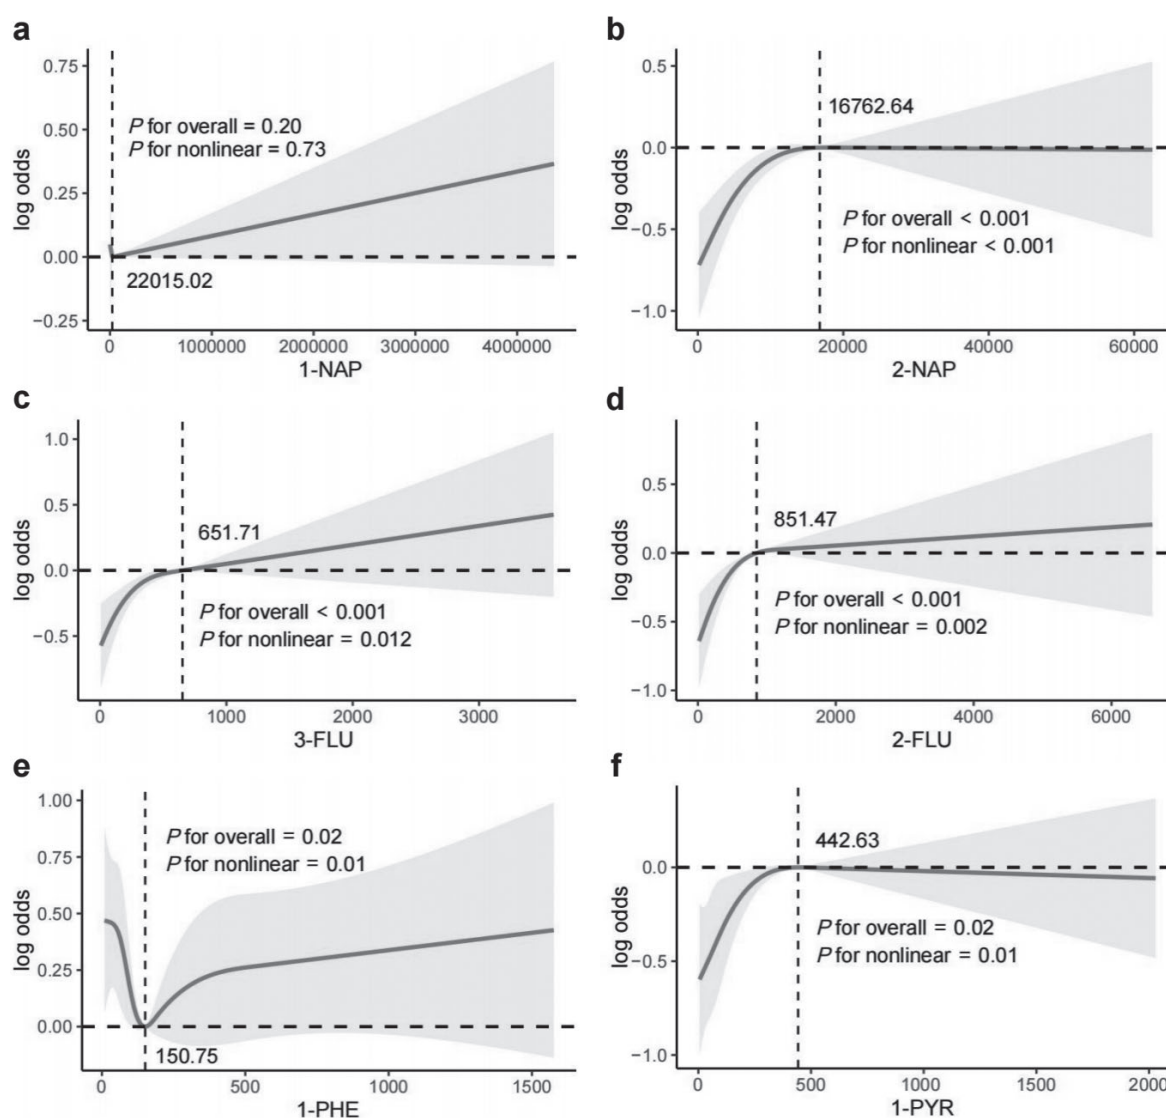 a
0.75
0.50
0.25
0.00
−0.25
log odds
P for overall = 0.20
P for nonlinear = 0.73
22015.02
0
1000000
2000000
3000000
4000000
1-NAP
b
0.5
0.0
−0.5
−1.0
log odds
16762.64
P for overall < 0.001
P for nonlinear < 0.001
0
20000
40000
60000
2-NAP
c
1.0
0.5
0.0
−0.5
log odds
651.71
P for overall < 0.001
P for nonlinear = 0.012
0
1000
2000
3000
3-FLU
d
0.5
0.0
−0.5
−1.0
log odds
851.47
P for overall < 0.001
P for nonlinear = 0.002
0
2000
4000
6000
2-FLU
e
1.00
0.75
0.50
0.25
0.00
log odds
P for overall = 0.02
P for nonlinear = 0.01
150.75
0
500
1000
1500
1-PHE
f
0.0
−0.5
−1.0
log odds
442.63
P for overall = 0.02
P for nonlinear = 0.01
0
500
1000
1500
2000
1-PYR